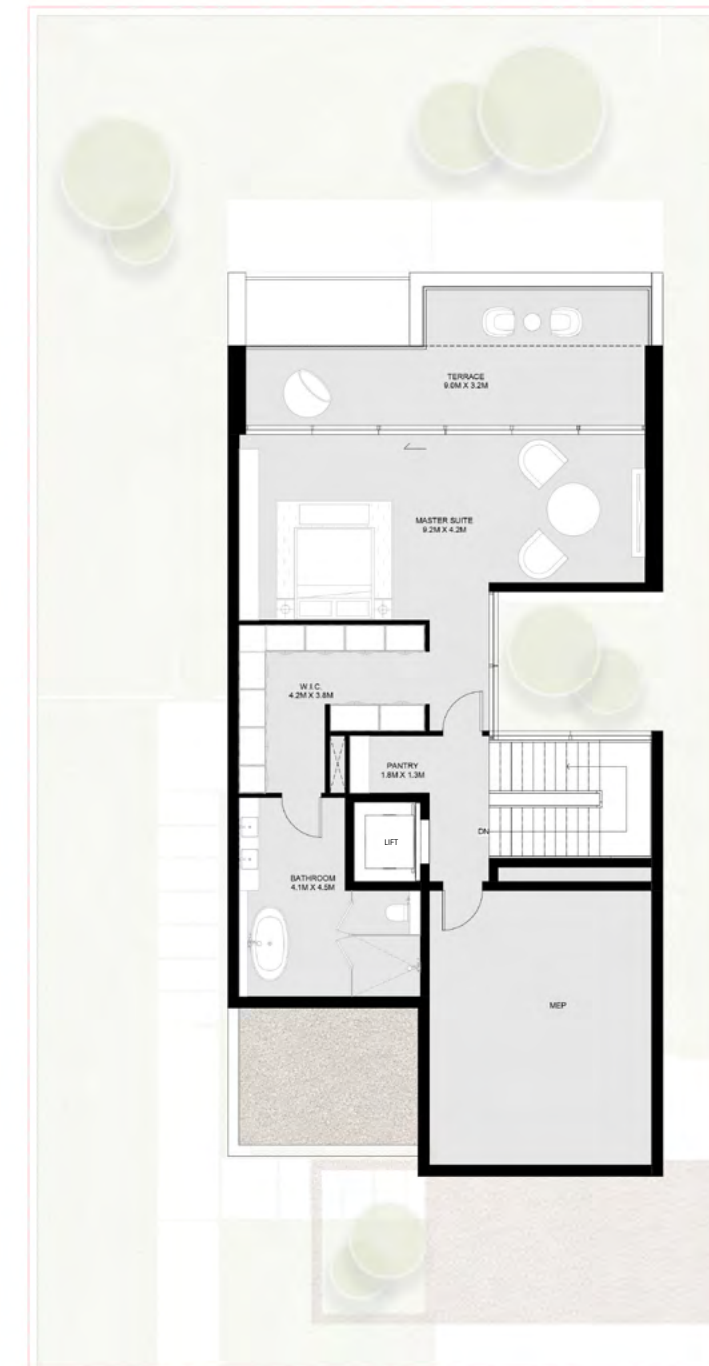 TERRACE
9.0M X 3.2M
MASTER SUITE
9.2M X 4.2M
W.I.C.
4.2M X 3.8M
PANTRY
1.8M X 1.3M
LIFT
DN
BATHROOM
4.1M X 4.5M
MEP